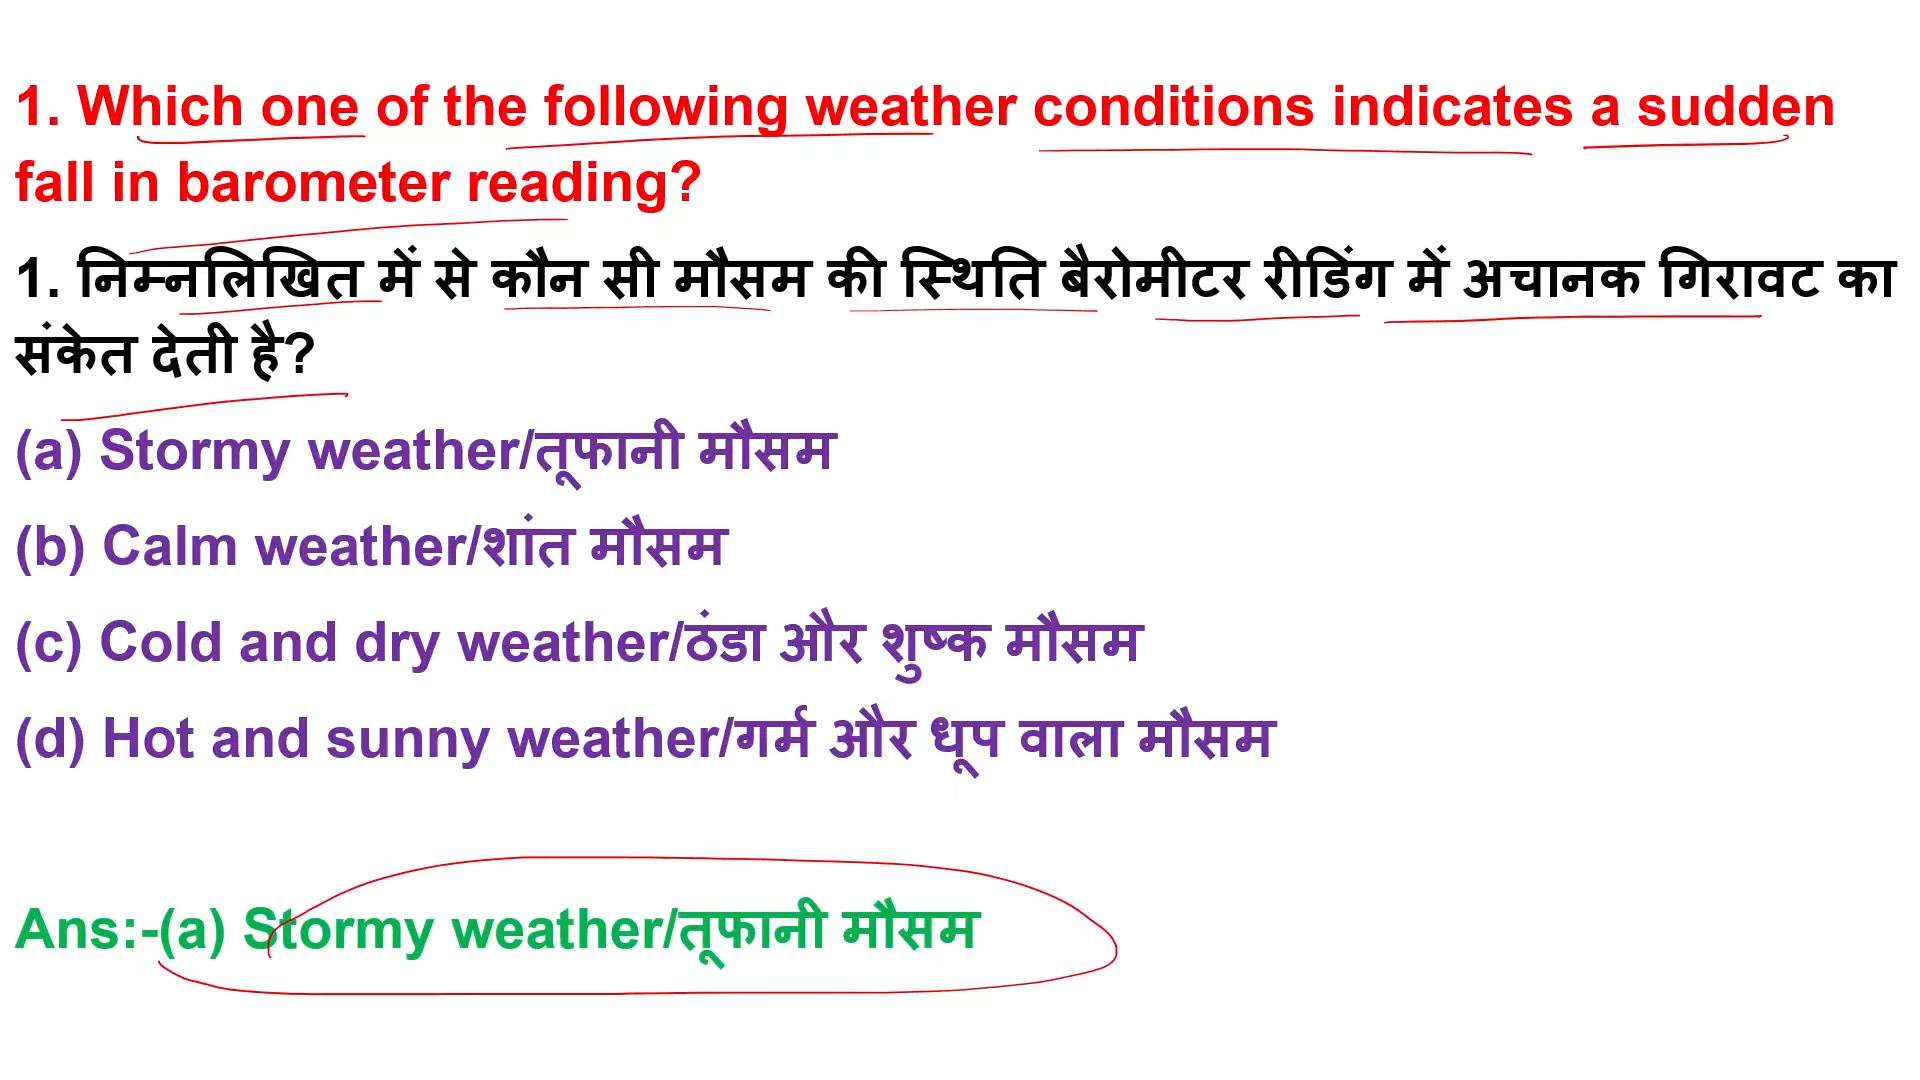 1. Which one of the following weather conditions indicates a sudden
fall in barometer reading?
1. निम्नलिखित में से कौन सी मौसम की स्थिति बैरोमीटर रीडिंग में अचानक गिरावट का
संकेत देती है?
(a) Stormy weather/तूफानी मौसम
(b) Calm weather/शांत मौसम
(c) Cold and dry weather/ठंडा और शुष्क मौसम
(d) Hot and sunny weather/गर्म और धूप वाला मौसम
Ans:-(a) Stormy weather/तूफानी मौसम